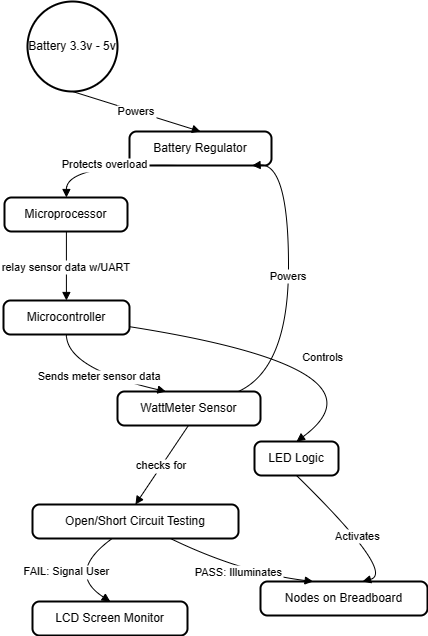 Battery 3.3v - 5v
Powers
Battery Regulator
Protects overload
Microprocessor
relay sensor data w/UART
Powers
Microcontroller
Controls
Sends meter sensor data
WattMeter Sensor
LED Logic
checks for
Open/Short Circuit Testing
Activates
FAIL: Signal User
PASS: Illuminates
Nodes on Breadboard
LCD Screen Monitor